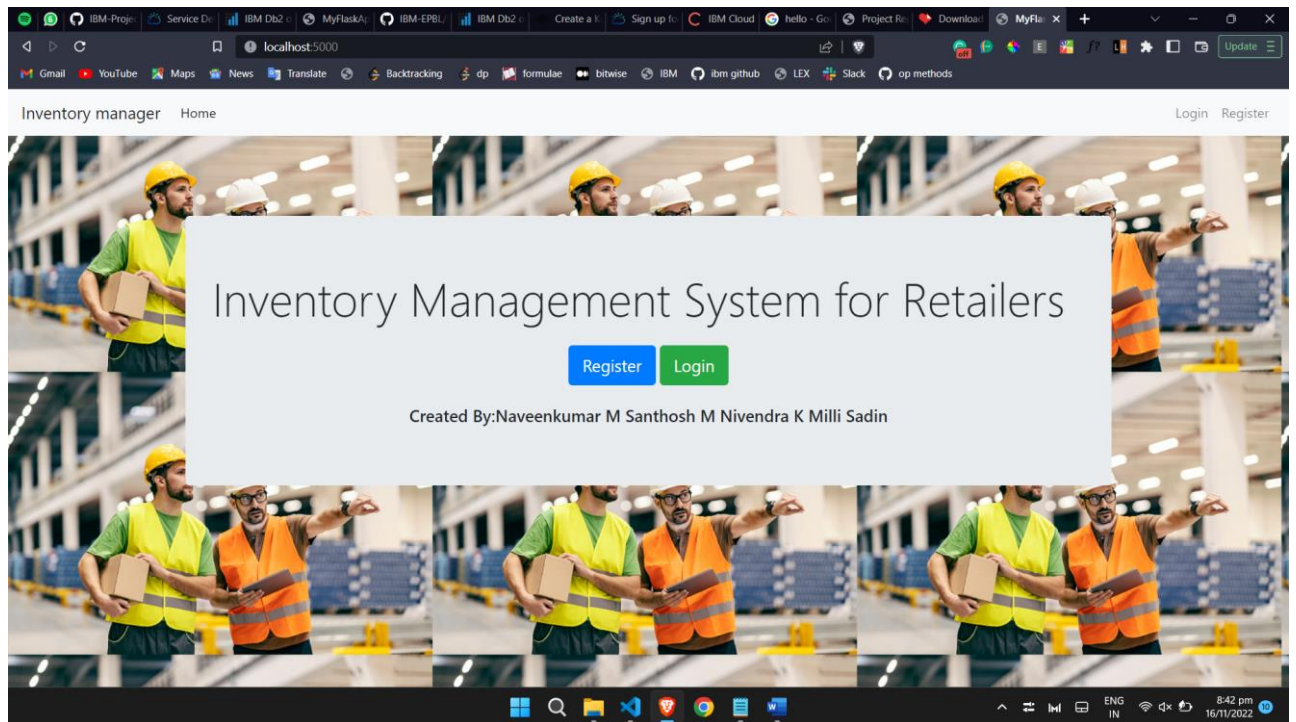 IBM-Projec Service De IBM Db2 o MyFlaskAp IBM-EPBL/ IBM Db2 o Create a K Sign up fo IBM Cloud hello - Go Project Re Download MyFlas
localhost:5000 Update
Gmail YouTube Maps News Translate Backtracking dp formulae bitwise IBM ibm github LEX Slack op methods
Inventory manager Home Login Register
Inventory Management System for Retailers
Register Login
Created By:Naveenkumar M Santhosh M Nivendra K Milli Sadin
ENG 8:42 pm
IN 16/11/2022 10